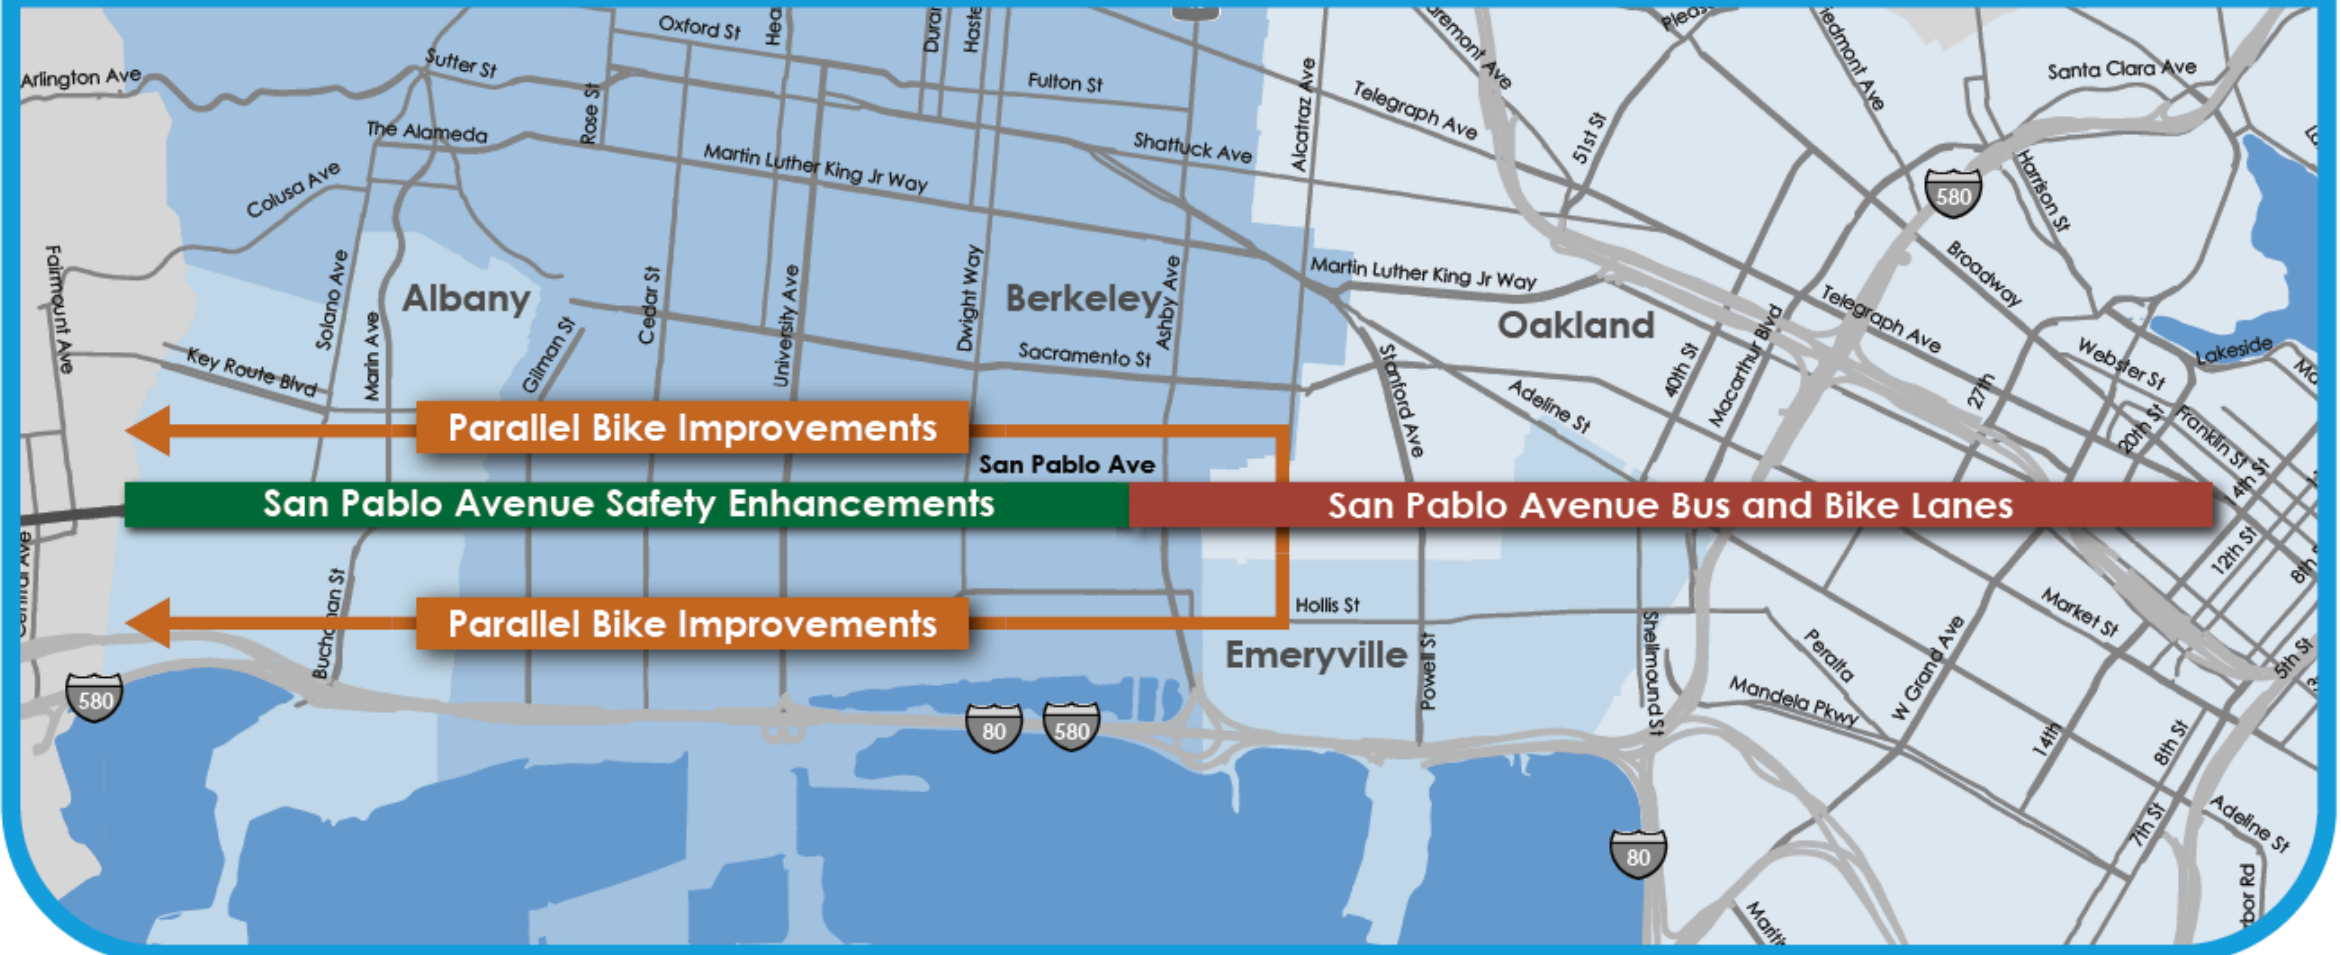 Oxford St
Sutter St
Arlington Ave
Fulton St
Santa Clara Ave
Rose St
Alcatraz Ave
Telegraph Ave
51st St
The Alameda
Shattuck Ave
Martin Luther King Jr Way
Harrison St
580
Colusa Ave
Fairmount Ave
Solano Ave
Marin Ave
Albany
Gilman St
Cedar St
University Ave
Dwight Way
Berkeley
Ashby Ave
Martin Luther King Jr Way
Oakland
Broadway
Telegraph Ave
Macarthur Blvd
40th St
Key Route Blvd
Sacramento St
Stanford Ave
Adeline St
27th
Webster St
Lakeside
20th St
Franklin St
14th St
Parallel Bike Improvements
San Pablo Ave
San Pablo Avenue Safety Enhancements
San Pablo Avenue Bus and Bike Lanes
12th St
Parallel Bike Improvements
Hollis St
Emeryville
Powell St
Shellmound St
Peralta
Mandela Pkwy
W Grand Ave
Market St
5th St
14th
8th St
7th St
Adeline St
580
80
580
80